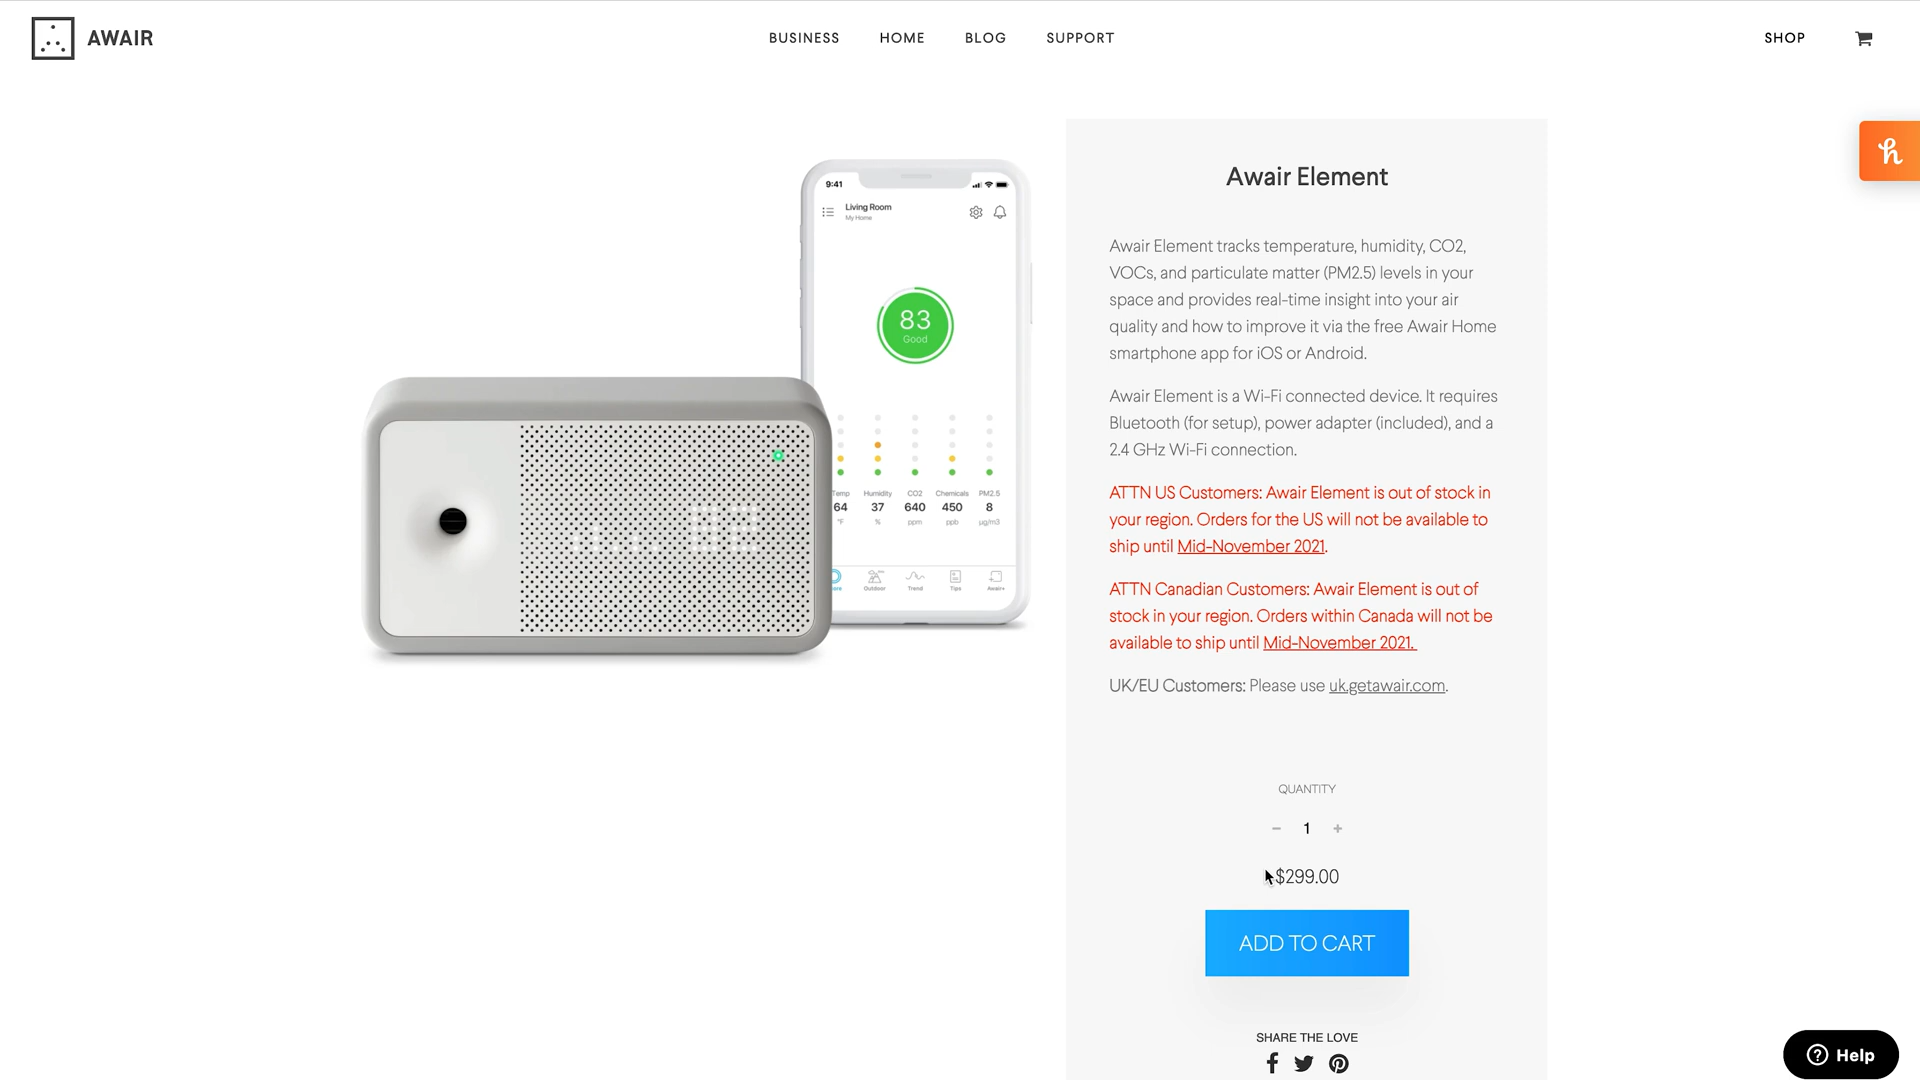 AWAIR
BUSINESS HOME BLOG SUPPORT
SHOP
9:41
Living Room
My Home
83
Good
Humidity CO2 Chemicals PM2.5
64 37 640 450 8
°F % ppm ppb μg/m3
Outdoor Trend Tips Awair+
Awair Element
Awair Element tracks temperature, humidity, CO2,
VOCs, and particulate matter (PM2.5) levels in your
space and provides real-time insight into your air
quality and how to improve it via the free Awair Home
smartphone app for iOS or Android.
Awair Element is a Wi-Fi connected device. It requires
Bluetooth (for setup), power adapter (included), and a
2.4 GHz Wi-Fi connection.
ATTN US Customers: Awair Element is out of stock in
your region. Orders for the US will not be available to
ship until Mid-November 2021.
ATTN Canadian Customers: Awair Element is out of
stock in your region. Orders within Canada will not be
available to ship until Mid-November 2021.
UK/EU Customers: Please use uk.getawair.com.
QUANTITY
− 1 +
$299.00
ADD TO CART
SHARE THE LOVE
Help